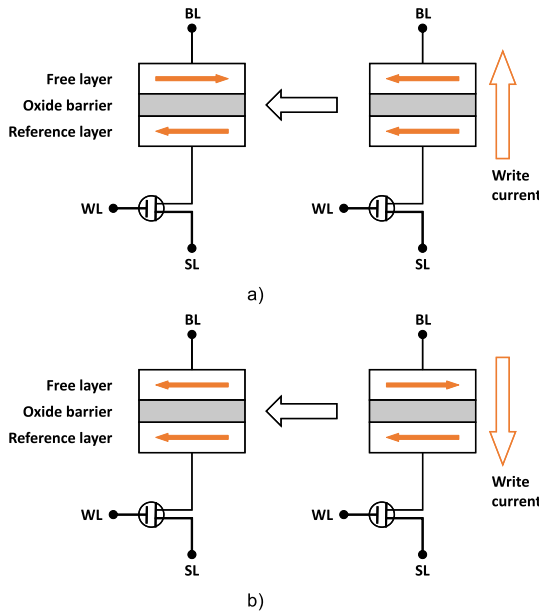 BL
BL
Free layer
Oxide barrier
Reference layer
Write
current
WL
WL
SL
SL
a)
BL
BL
Free layer
Oxide barrier
Reference layer
Write
current
WL
WL
SL
SL
b)